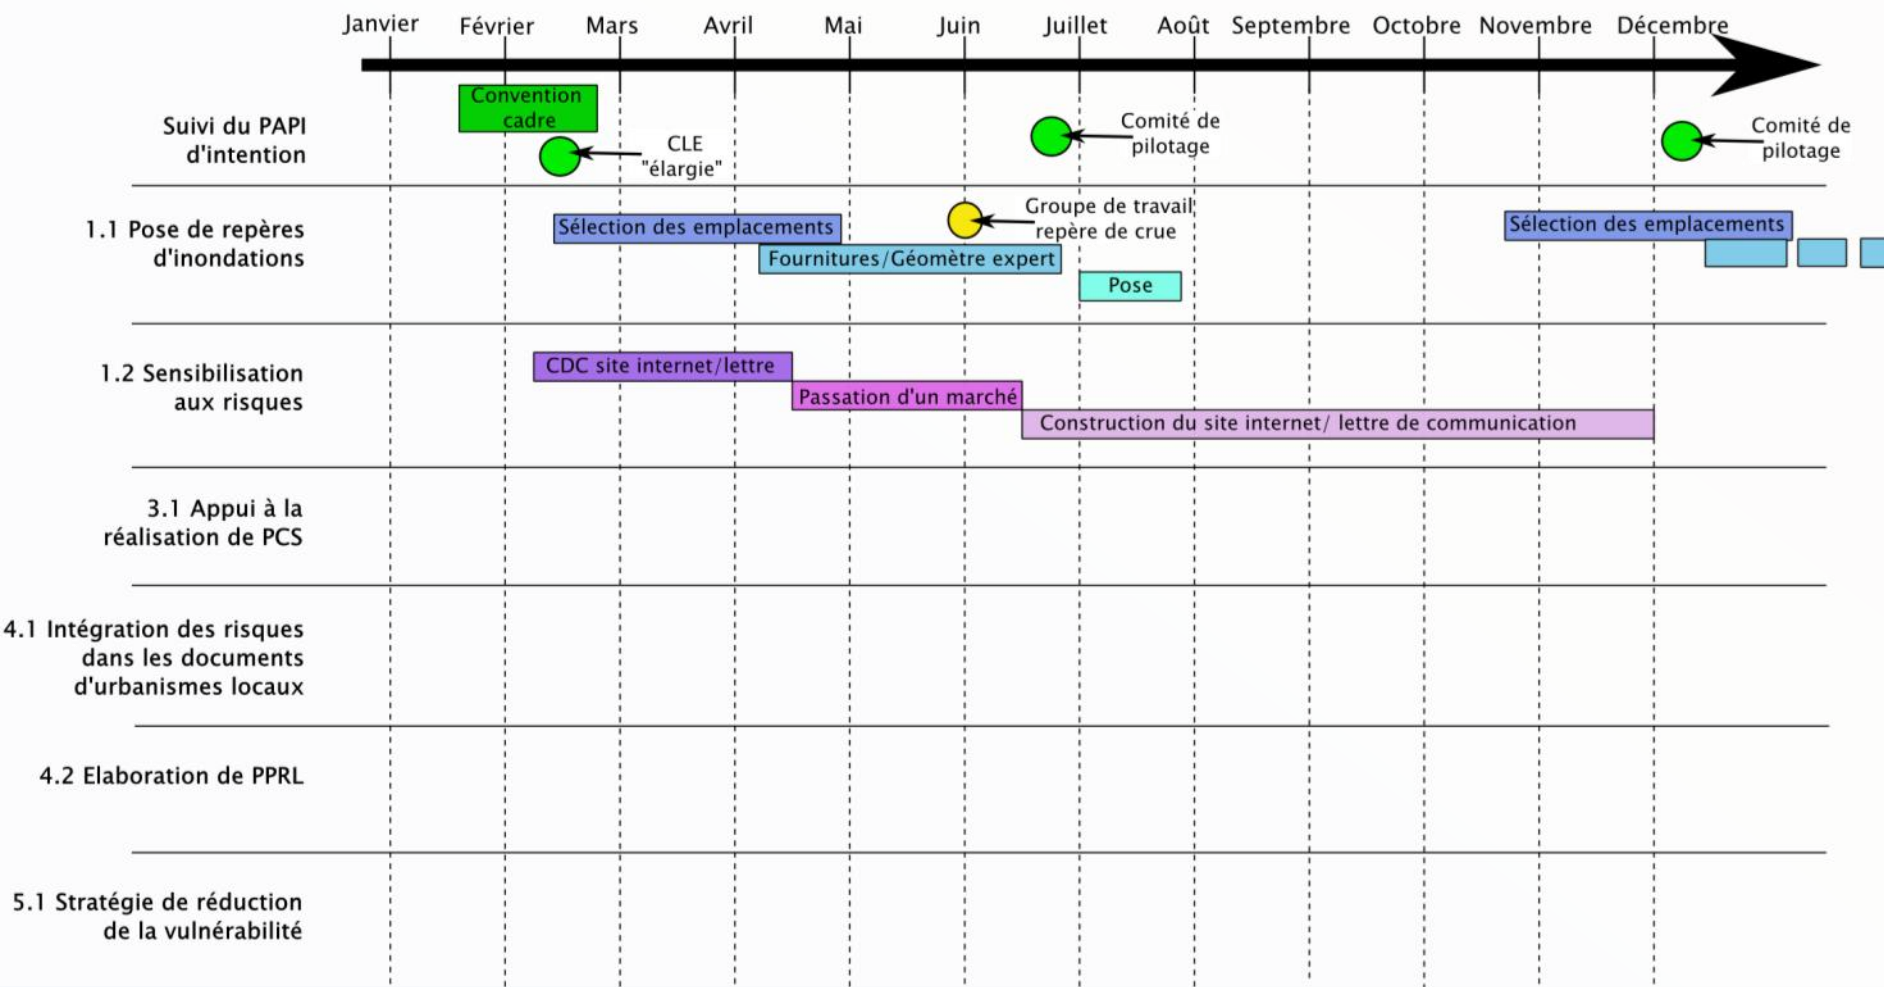 Janvier Février Mars Avril Mai Juin Juillet Août Septembre Octobre Novembre Décembre
Suivi du PAPI
d'intention
Convention
cadre
CLE
"élargie"
Comité de
pilotage
Comité de
pilotage
1.1 Pose de repères
d'inondations
Sélection des emplacements
Groupe de travail
repère de crue
Sélection des emplacements
Fournitures/Géomètre expert
Pose
1.2 Sensibilisation
aux risques
CDC site internet/lettre
Passation d'un marché
Construction du site internet/ lettre de communication
3.1 Appui à la
réalisation de PCS
4.1 Intégration des risques
dans les documents
d'urbanismes locaux
4.2 Elaboration de PPRL
5.1 Stratégie de réduction
de la vulnérabilité